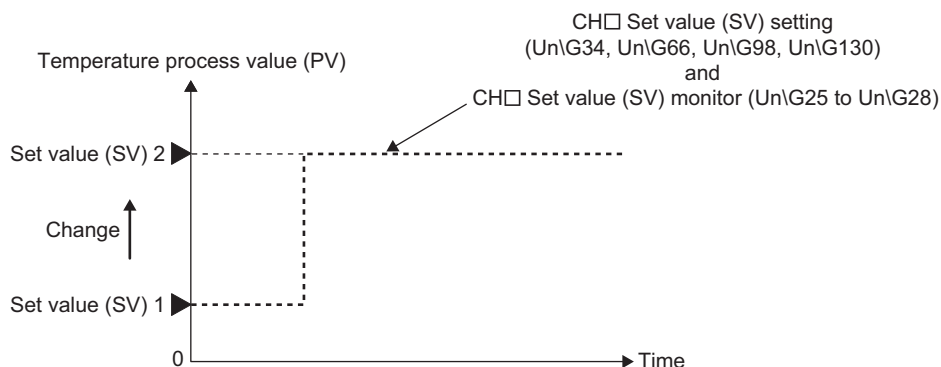 CH□ Set value (SV) setting
(Un\G34, Un\G66, Un\G98, Un\G130)
and
CH□ Set value (SV) monitor (Un\G25 to Un\G28)
Temperature process value (PV)
Set value (SV) 2
Change
Set value (SV) 1
0
Time